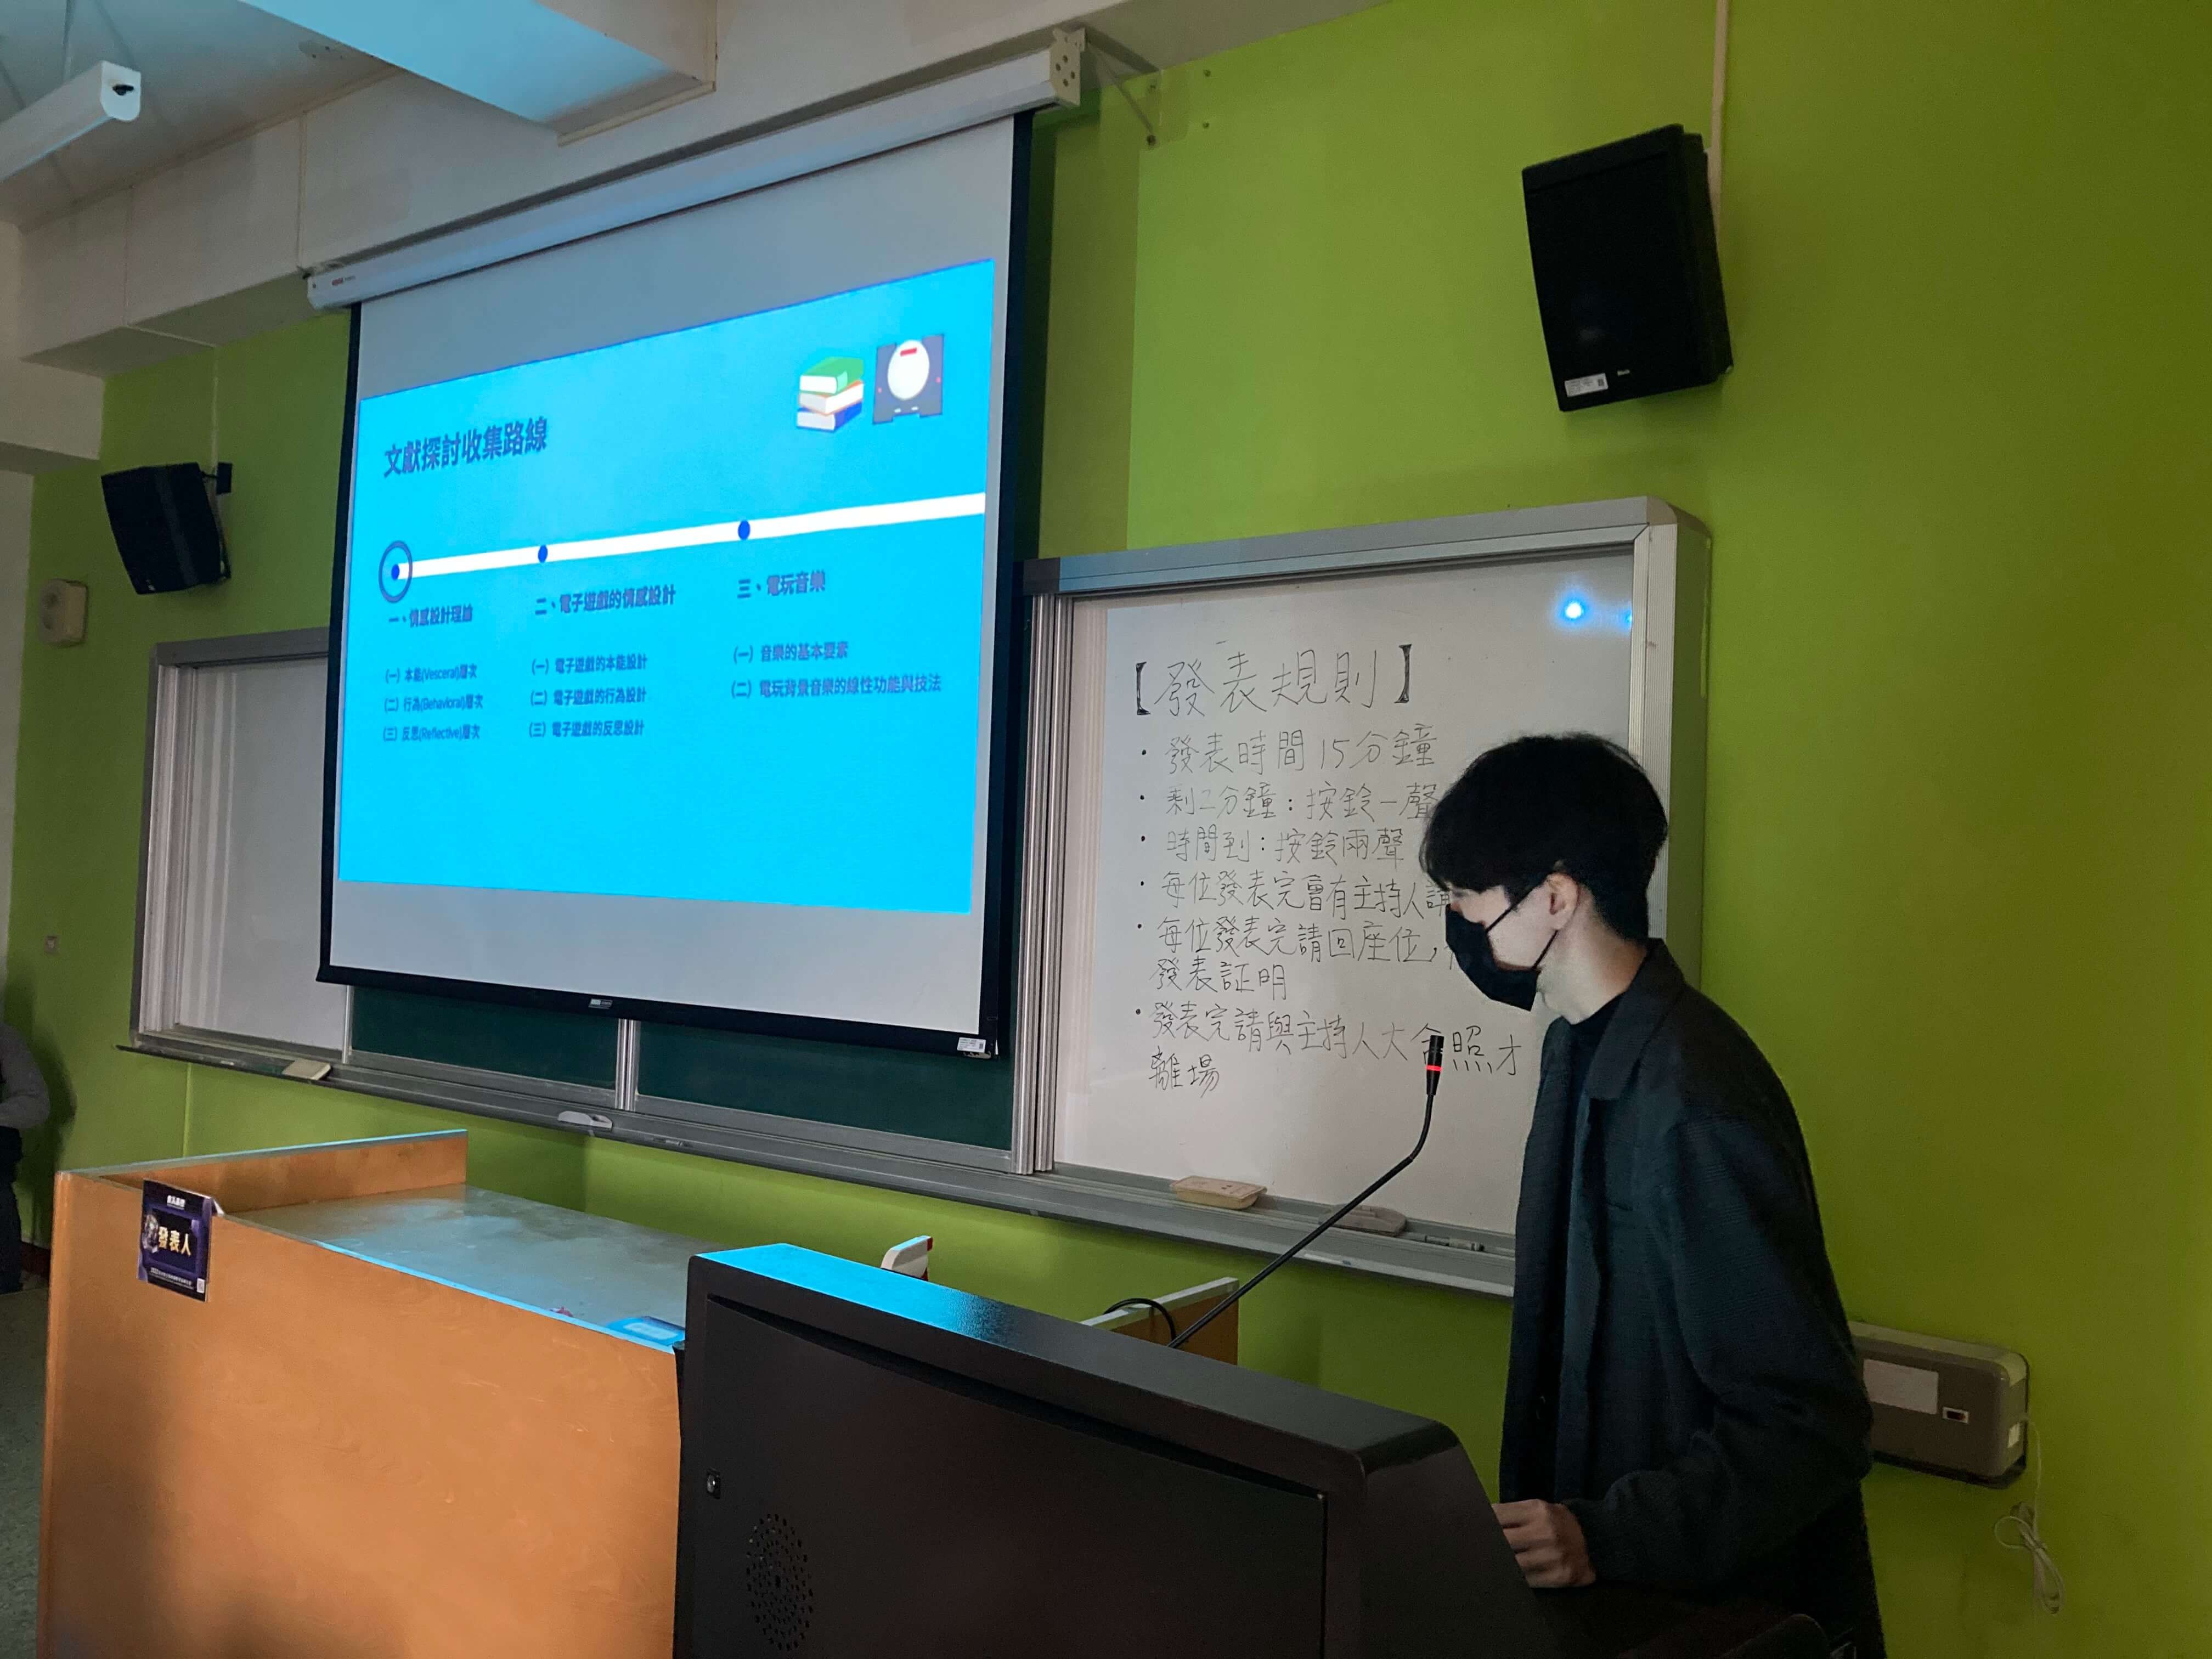 文獻探討收集路線
一、情感設計理論
(一) 本能(Vesceral)層次
(二) 行為(Behavioral)層次
(三) 反思(Reflective)層次
二、電子遊戲的情感設計
(一) 電子遊戲的本能設計
(二) 電子遊戲的行為設計
(三) 電子遊戲的反思設計
三、電玩音樂
(一) 音樂的基本要素
(二) 電玩背景音樂的線性功能與技法
【發表規則】
・發表時間15分鐘
・剩二分鐘：按鈴一聲
・時間到：按鈴兩聲
・每位發表完會有主持人講
・每位發表完請回座位，
發表証明
・發表完請與主持人大合照才
離場
發表人